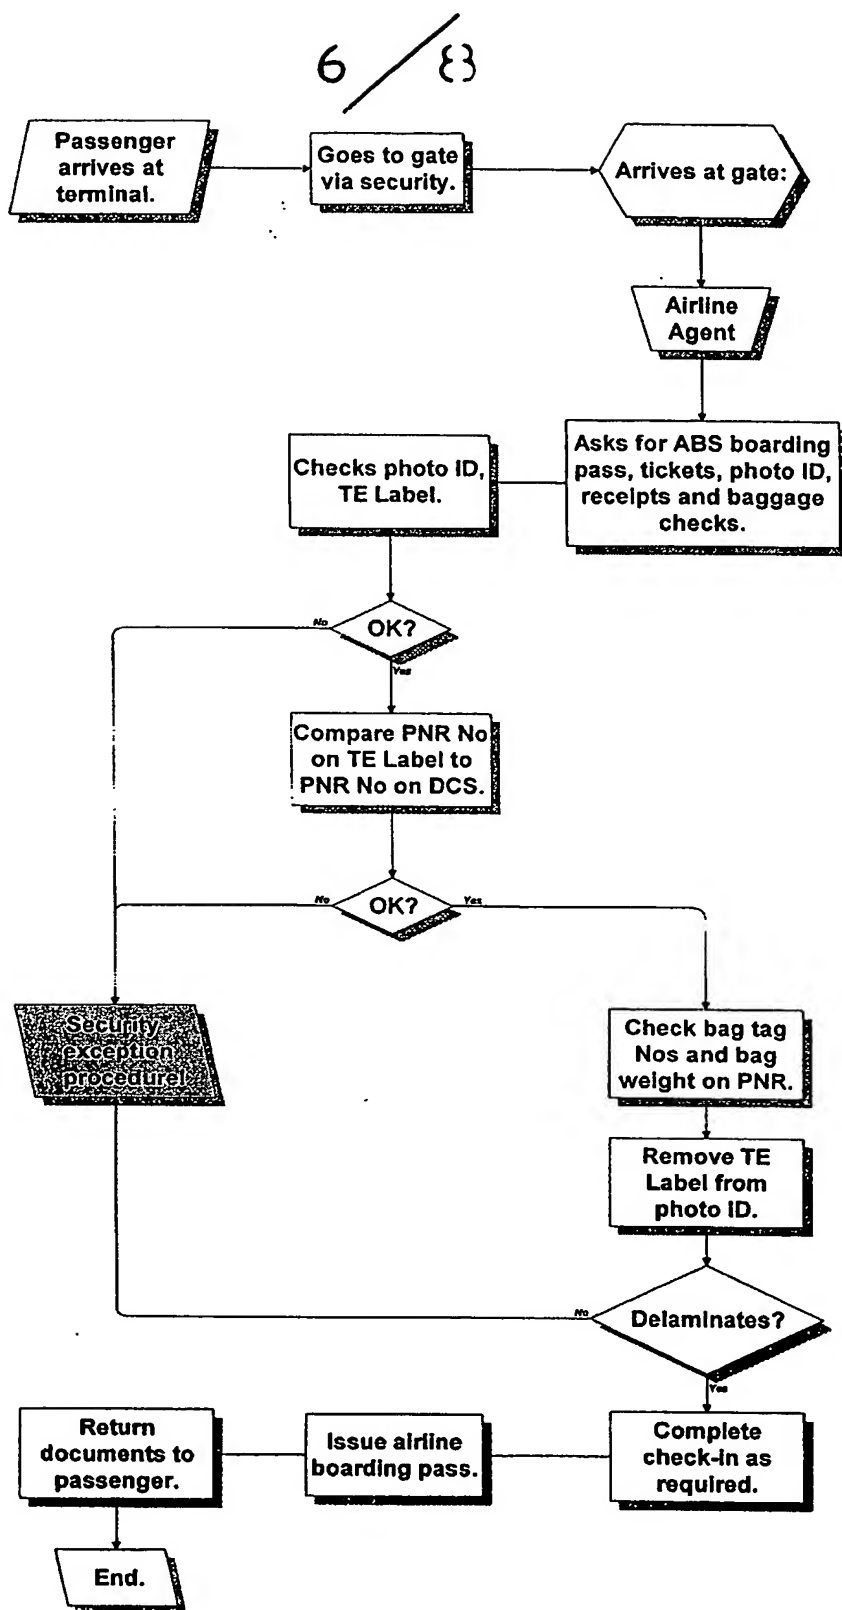 6 / 8
Passenger
arrives at
terminal.
Goes to gate
via security.
Arrives at gate:
Airline
Agent
Asks for ABS boarding
pass, tickets, photo ID,
receipts and baggage
checks.
Checks photo ID,
TE Label.
OK?
No
Yes
Compare PNR No
on TE Label to
PNR No on DCS.
OK?
No
Yes
Security
exception
procedure!
Check bag tag
Nos and bag
weight on PNR.
Remove TE
Label from
photo ID.
Delaminates?
No
Yes
Complete
check-in as
required.
Issue airline
boarding pass.
Return
documents to
passenger.
End.